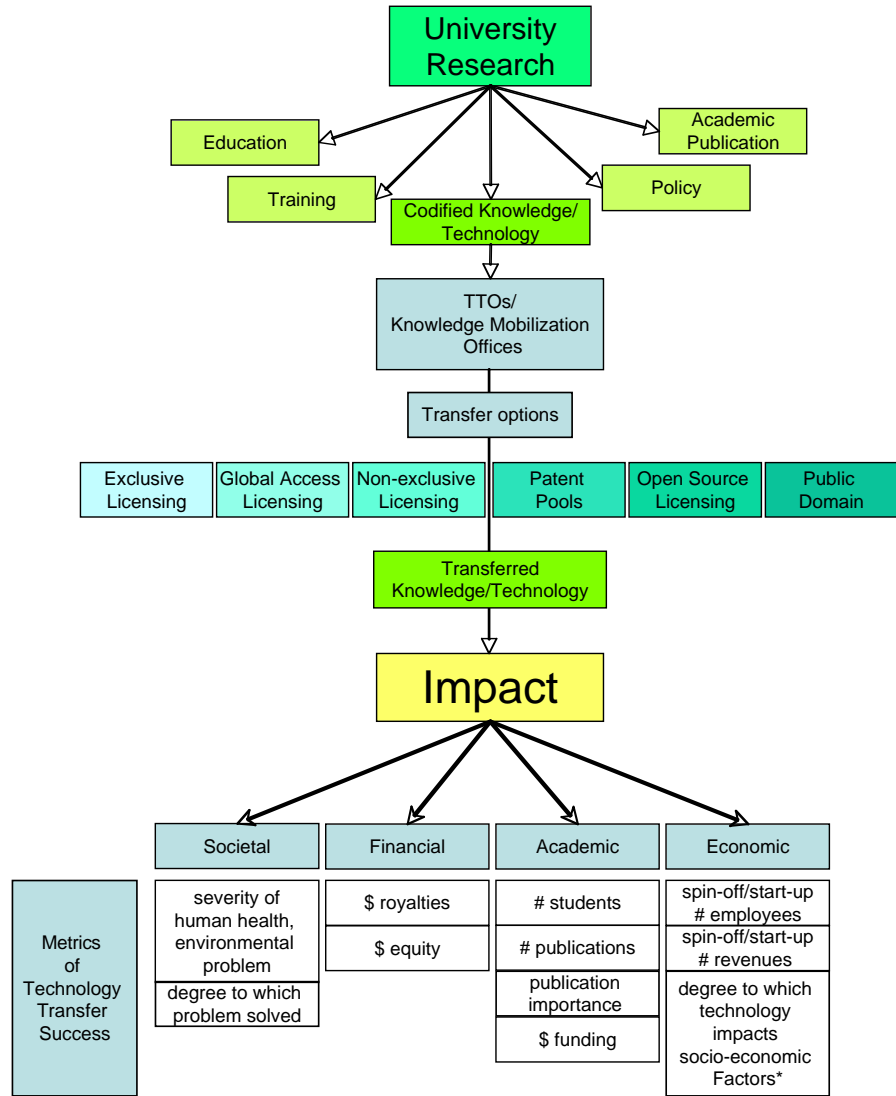 University
Research
Education
Academic
Publication
Training
Policy
Codified Knowledge/
Technology
TTOs/
Knowledge Mobilization
Offices
Transfer options
Exclusive
Licensing
Global Access
Licensing
Non-exclusive
Licensing
Patent
Pools
Open Source
Licensing
Public
Domain
Transferred
Knowledge/Technology
Impact
Societal
Financial
Academic
Economic
Metrics
of
Technology
Transfer
Success
severity of
human health,
environmental
problem
degree to which
problem solved
$ royalties
$ equity
# students
# publications
publication
importance
$ funding
spin-off/start-up
# employees
spin-off/start-up
# revenues
degree to which
technology
impacts
socio-economic
Factors*